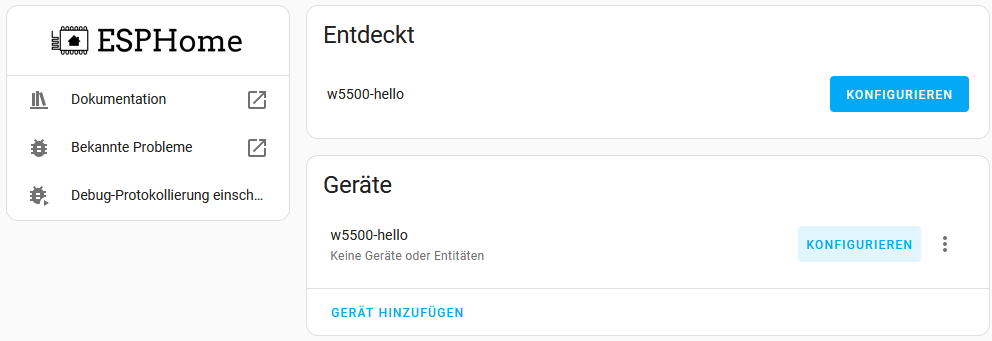 ESPHome
Dokumentation
Bekannte Probleme
Debug-Protokollierung einsch...
Entdeckt
w5500-hello
KONFIGURIEREN
Geräte
w5500-hello
Keine Geräte oder Entitäten
KONFIGURIEREN
GERÄT HINZUFÜGEN